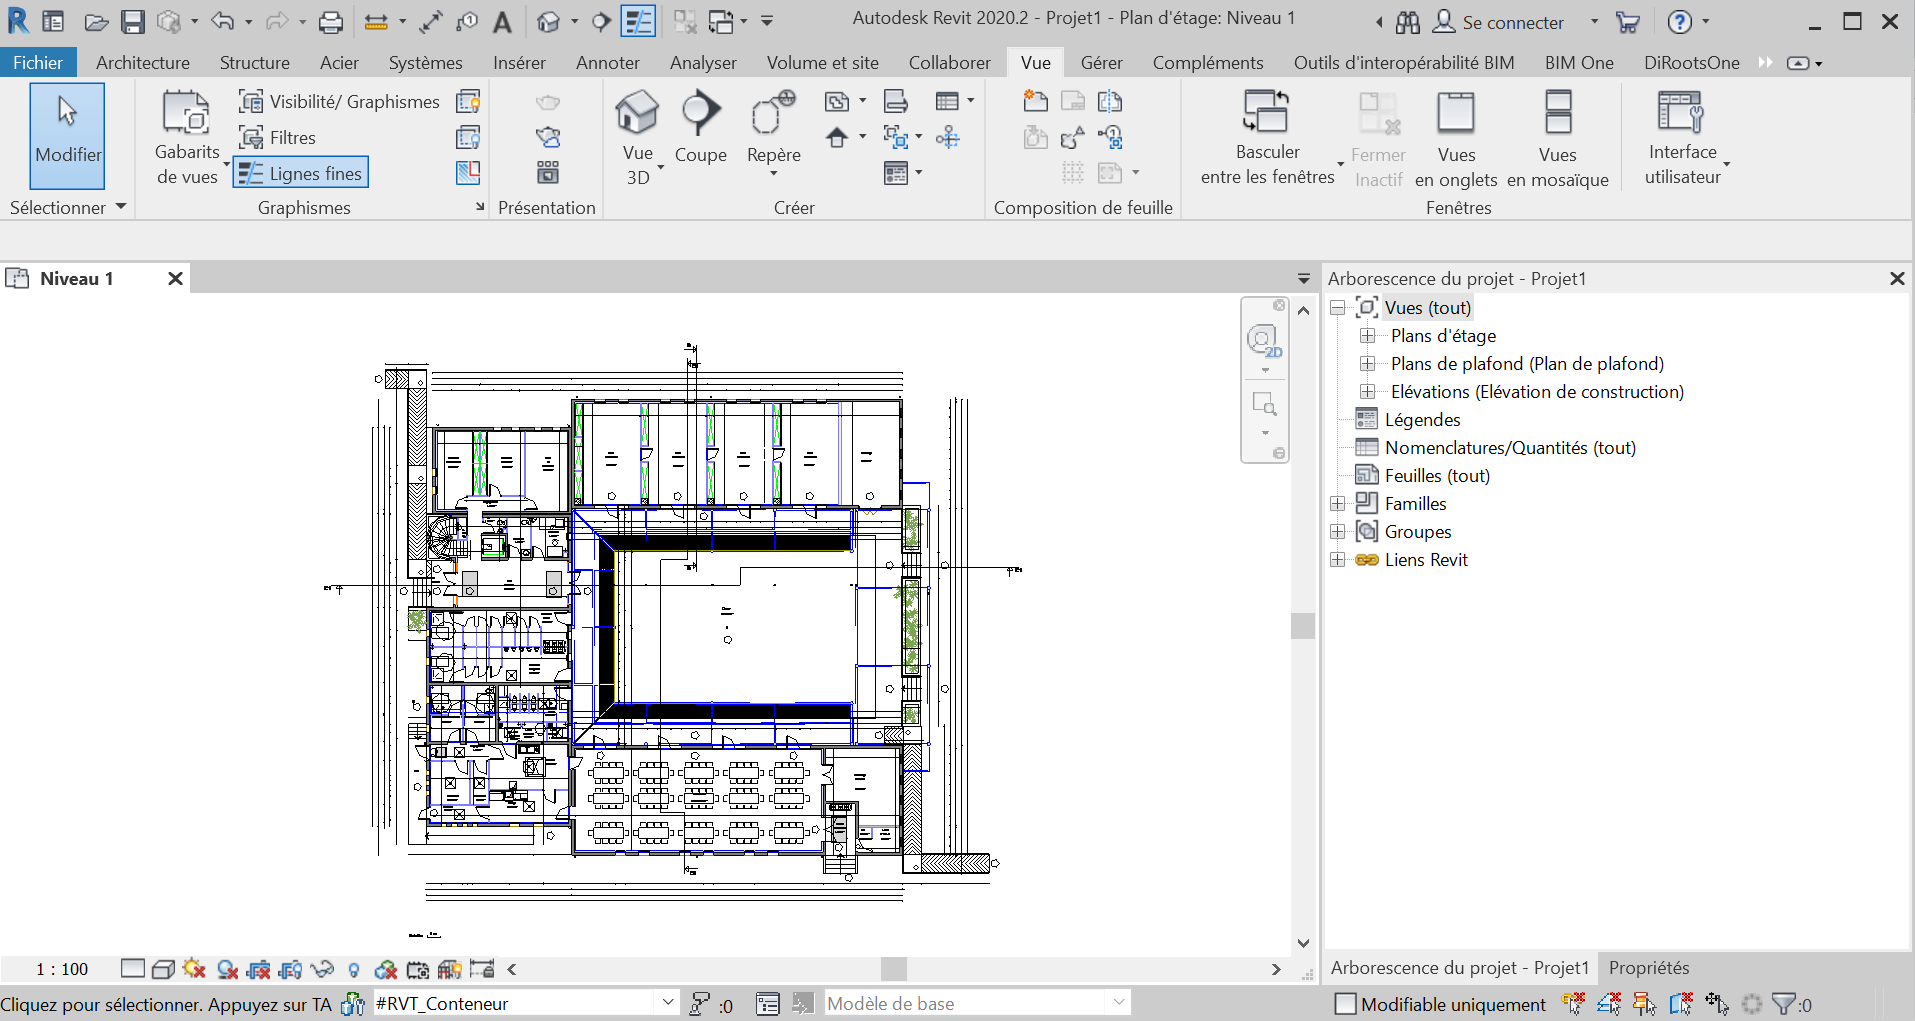 Autodesk Revit 2020.2 - Projet1 - Plan d'étage: Niveau 1
Se connecter
Fichier Architecture Structure Acier Systèmes Insérer Annoter Analyser Volume et site Collaborer Vue Gérer Compléments Outils d'interopérabilité BIM BIM One DiRootsOne
Modifier
Sélectionner
Gabarits
de vues
Visibilité/ Graphismes
Filtres
Lignes fines
Graphismes
Présentation
Vue
3D
Coupe
Repère
Créer
Composition de feuille
Basculer
entre les fenêtres
Fermer
Inactif
Vues
en onglets
Vues
en mosaïque
Fenêtres
Interface
utilisateur
Niveau 1
2D
Arborescence du projet - Projet1
Vues (tout)
Plans d'étage
Plans de plafond (Plan de plafond)
Elévations (Elévation de construction)
Légendes
Nomenclatures/Quantités (tout)
Feuilles (tout)
Familles
Groupes
Liens Revit
Arborescence du projet - Projet1 Propriétés
1 : 100
Cliquez pour sélectionner. Appuyez sur TA
#RVT_Conteneur
:0
Modèle de base
Modifiable uniquement
:0